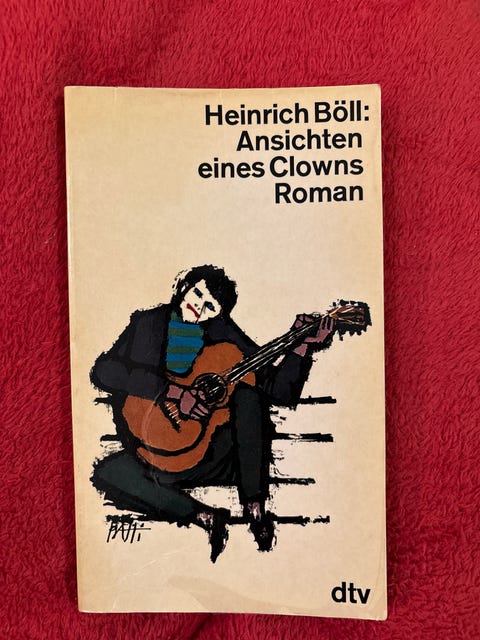 Heinrich Böll:
Ansichten
eines Clowns
Roman
dtv